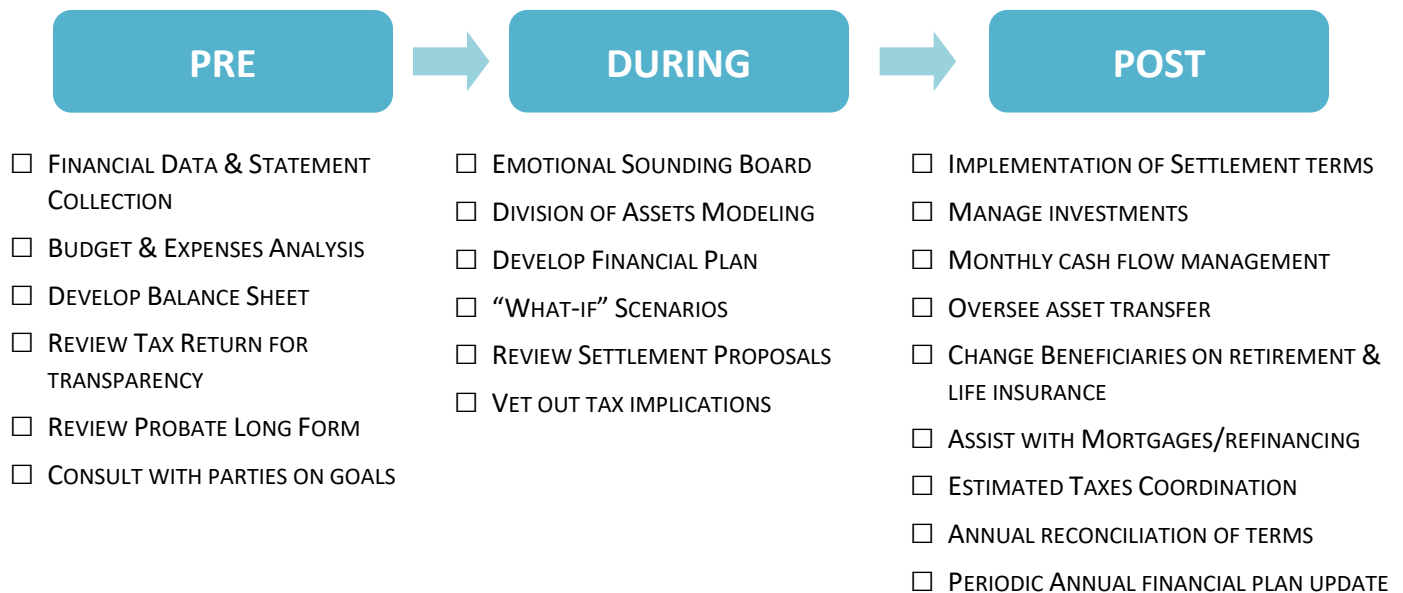 PRE
DURING
POST
☐ Financial Data & Statement
Collection
☐ Budget & Expenses Analysis
☐ Develop Balance Sheet
☐ Review Tax Return for
transparency
☐ Review Probate Long Form
☐ Consult with parties on goals
☐ Emotional Sounding Board
☐ Division of Assets Modeling
☐ Develop Financial Plan
☐ “What-if” Scenarios
☐ Review Settlement Proposals
☐ Vet out tax implications
☐ Implementation of Settlement terms
☐ Manage investments
☐ Monthly cash flow management
☐ Oversee asset transfer
☐ Change Beneficiaries on retirement &
life insurance
☐ Assist with Mortgages/refinancing
☐ Estimated Taxes Coordination
☐ Annual reconciliation of terms
☐ Periodic Annual financial plan update